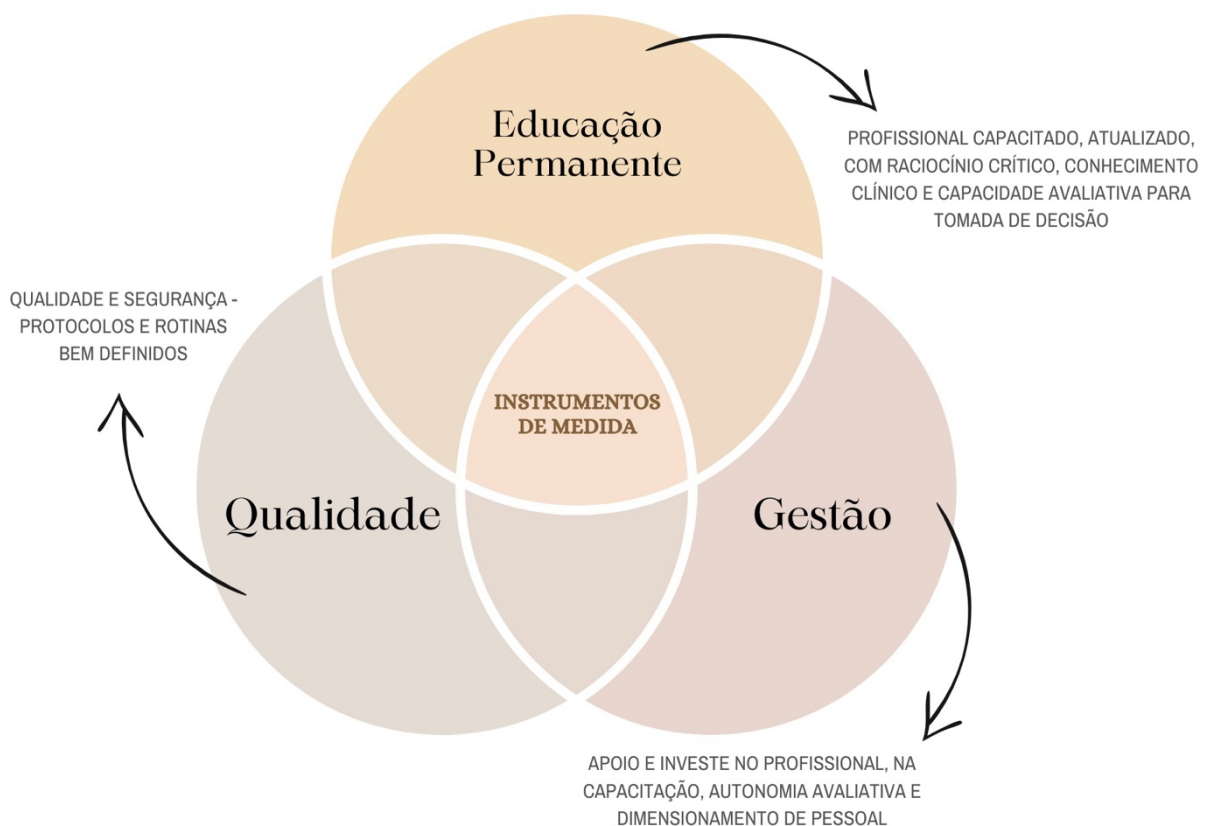 Educação
Permanente
PROFISSIONAL CAPACITADO, ATUALIZADO,
COM RACIOCÍNIO CRÍTICO, CONHECIMENTO
CLÍNICO E CAPACIDADE AVALIATIVA PARA
TOMADA DE DECISÃO
QUALIDADE E SEGURANÇA -
PROTOCOLOS E ROTINAS
BEM DEFINIDOS
INSTRUMENTOS
DE MEDIDA
Qualidade
Gestão
APOIO E INVESTE NO PROFISSIONAL, NA
CAPACITAÇÃO, AUTONOMIA AVALIATIVA E
DIMENSIONAMENTO DE PESSOAL